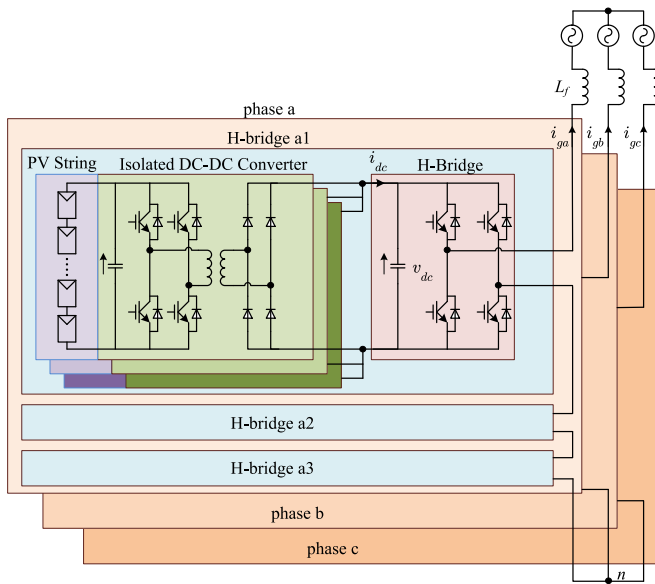 L_f
phase a
i_ga
i_gb
i_gc
H-bridge a1
PV String
Isolated DC-DC Converter
i_dc
H-Bridge
v_dc
H-bridge a2
H-bridge a3
phase b
phase c
n